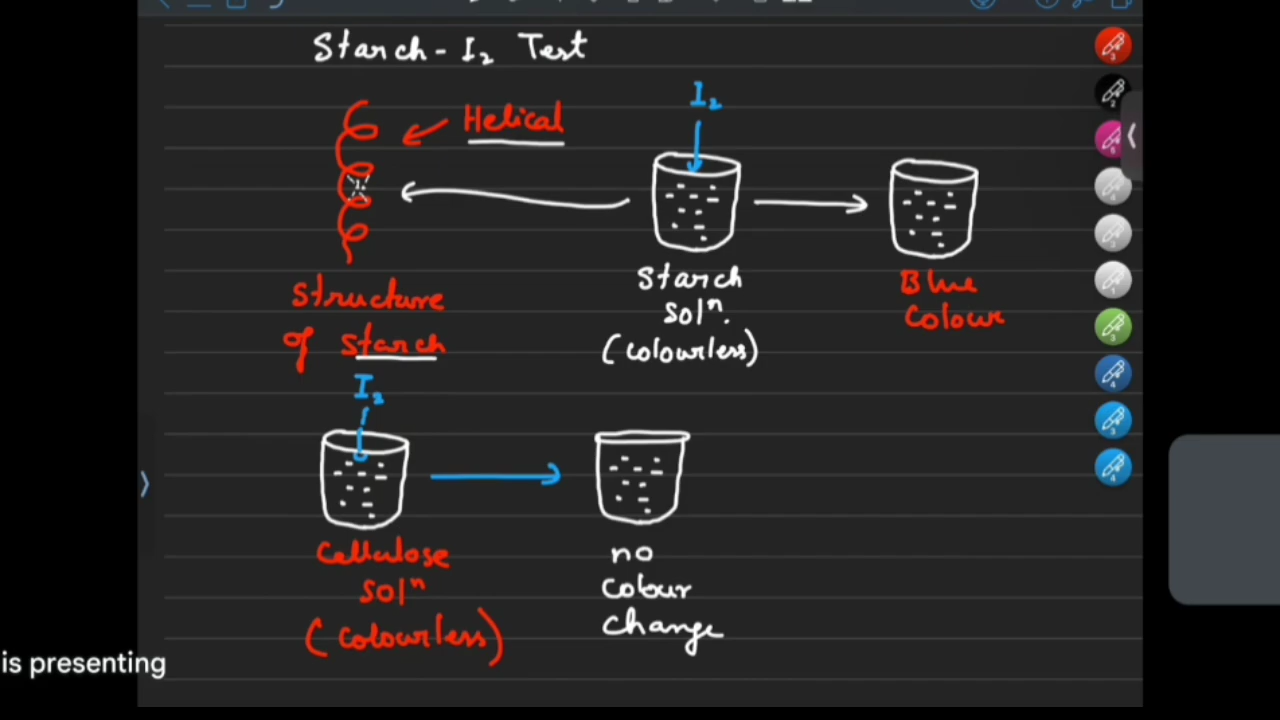 Starch - I₂ Test
Helical
I₂
Structure
of starch
Starch
Solⁿ.
(colourless)
Blue
Colour
I₂
Cellulose
Solⁿ
(colourless)
no
Colour
Change
is presenting